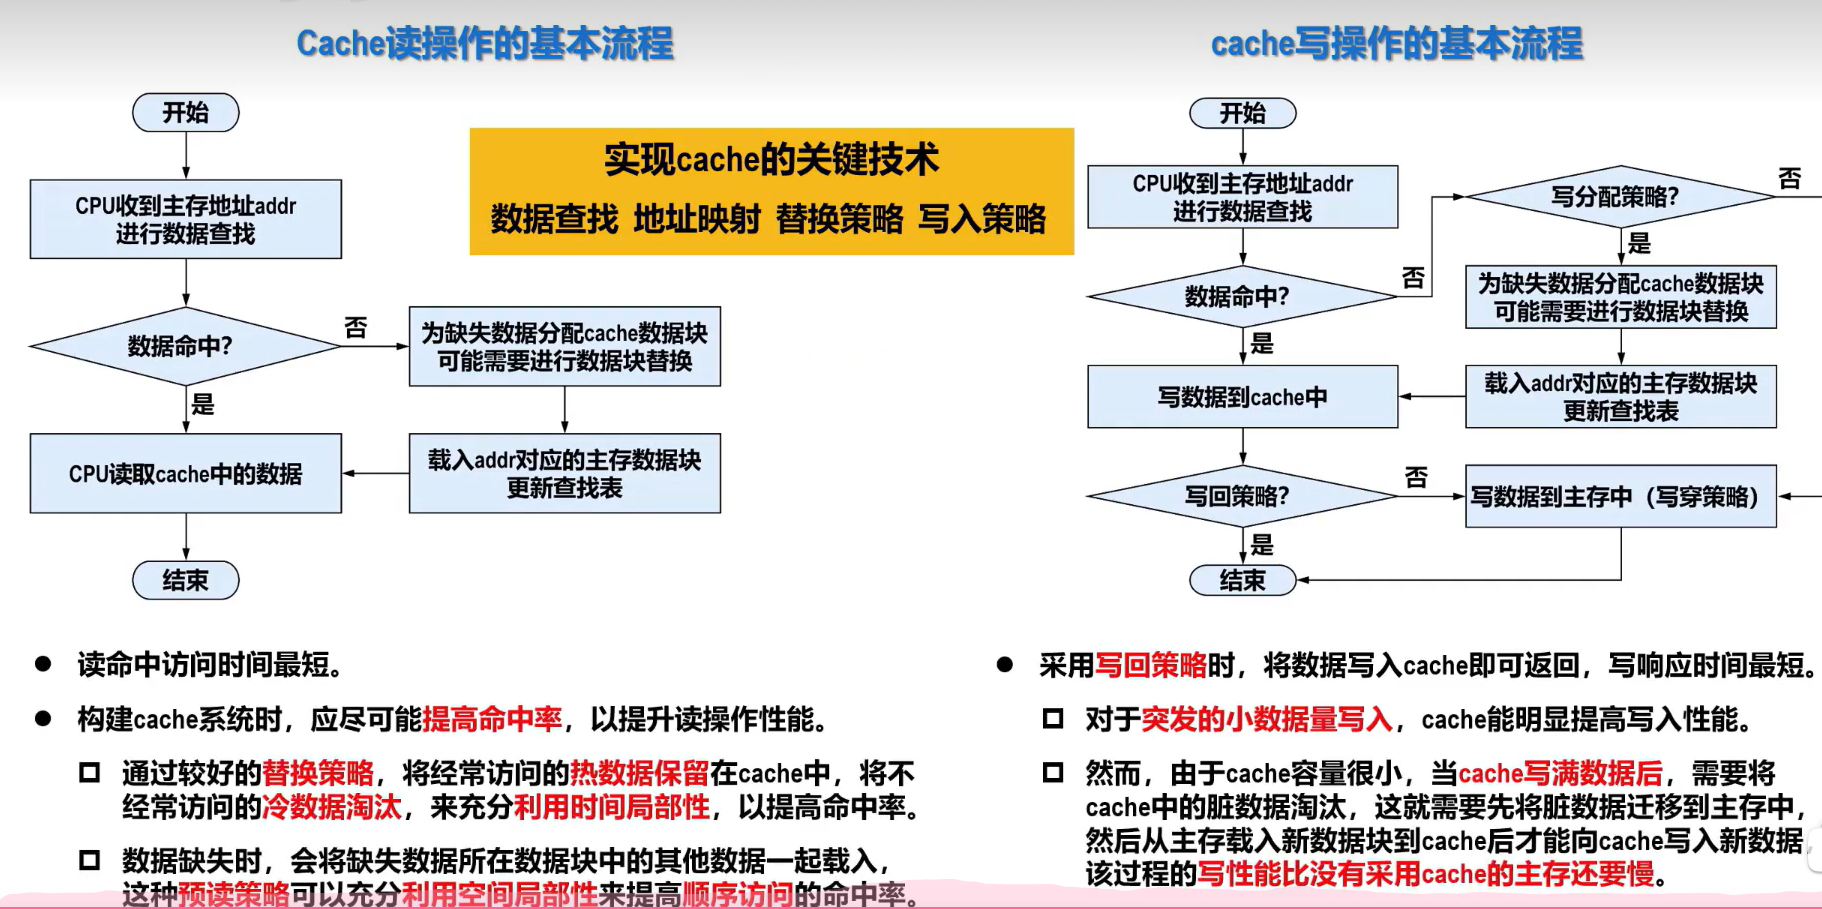 Cache读操作的基本流程
开始
CPU收到主存地址addr
进行数据查找
数据命中?
否
是
为缺失数据分配cache数据块
可能需要进行数据块替换
载入addr对应的主存数据块
更新查找表
CPU读取cache中的数据
结束
实现cache的关键技术
数据查找 地址映射 替换策略 写入策略
● 读命中访问时间最短。
● 构建cache系统时，应尽可能提高命中率，以提升读操作性能。
通过较好的替换策略，将经常访问的热数据保留在cache中，将不
经常访问的冷数据淘汰，来充分利用时间局部性，以提高命中率。
数据缺失时，会将缺失数据所在数据块中的其他数据一起载入，
这种预读策略可以充分利用空间局部性来提高顺序访问的命中率。
cache写操作的基本流程
开始
CPU收到主存地址addr
进行数据查找
数据命中?
否
是
写分配策略?
否
是
为缺失数据分配cache数据块
可能需要进行数据块替换
载入addr对应的主存数据块
更新查找表
写数据到cache中
写回策略?
否
是
写数据到主存中（写穿策略）
结束
● 采用写回策略时，将数据写入cache即可返回，写响应时间最短。
对于突发的小数据量写入，cache能明显提高写入性能。
然而，由于cache容量很小，当cache写满数据后，需要将
cache中的脏数据淘汰，这就需要先将脏数据迁移到主存中，
然后从主存载入新数据块到cache后才能向cache写入新数据，
该过程的写性能比没有采用cache的主存还要慢。